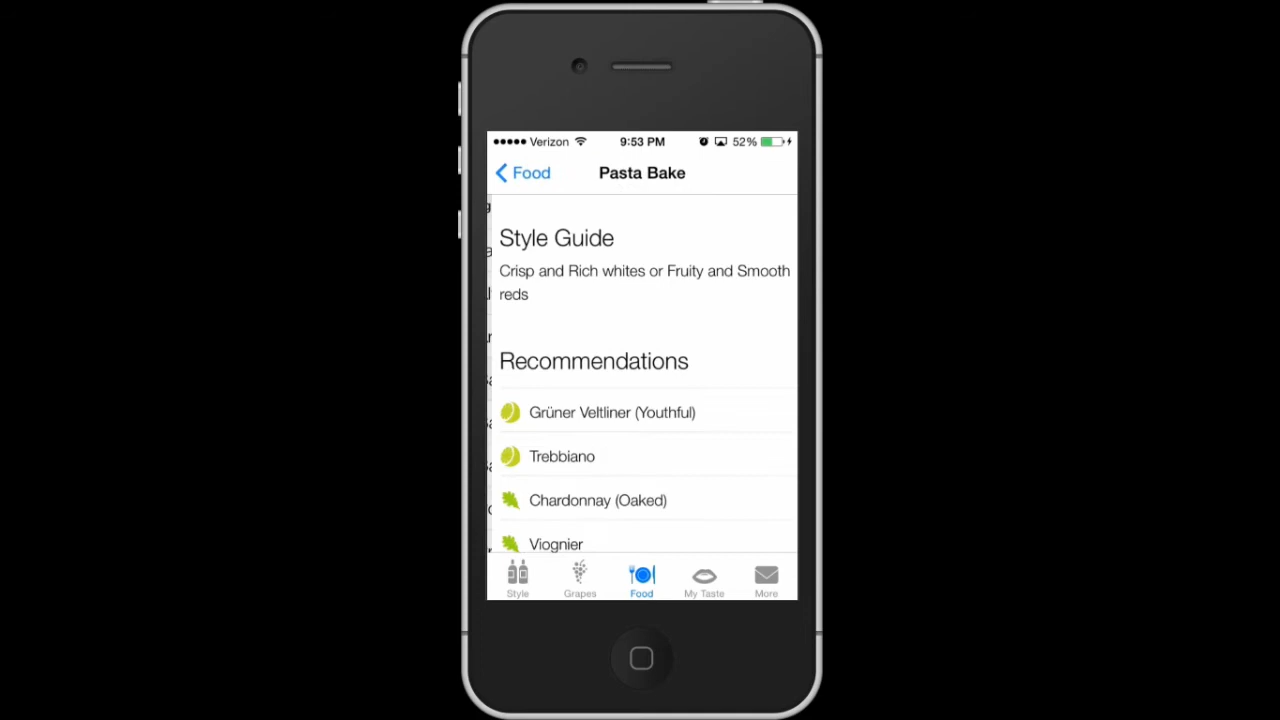 Verizon 9:53 PM 52%
Food Pasta Bake
Style Guide
Crisp and Rich whites or Fruity and Smooth
reds
Recommendations
Grüner Veltliner (Youthful)
Trebbiano
Chardonnay (Oaked)
Viognier
Style Grapes Food My Taste More